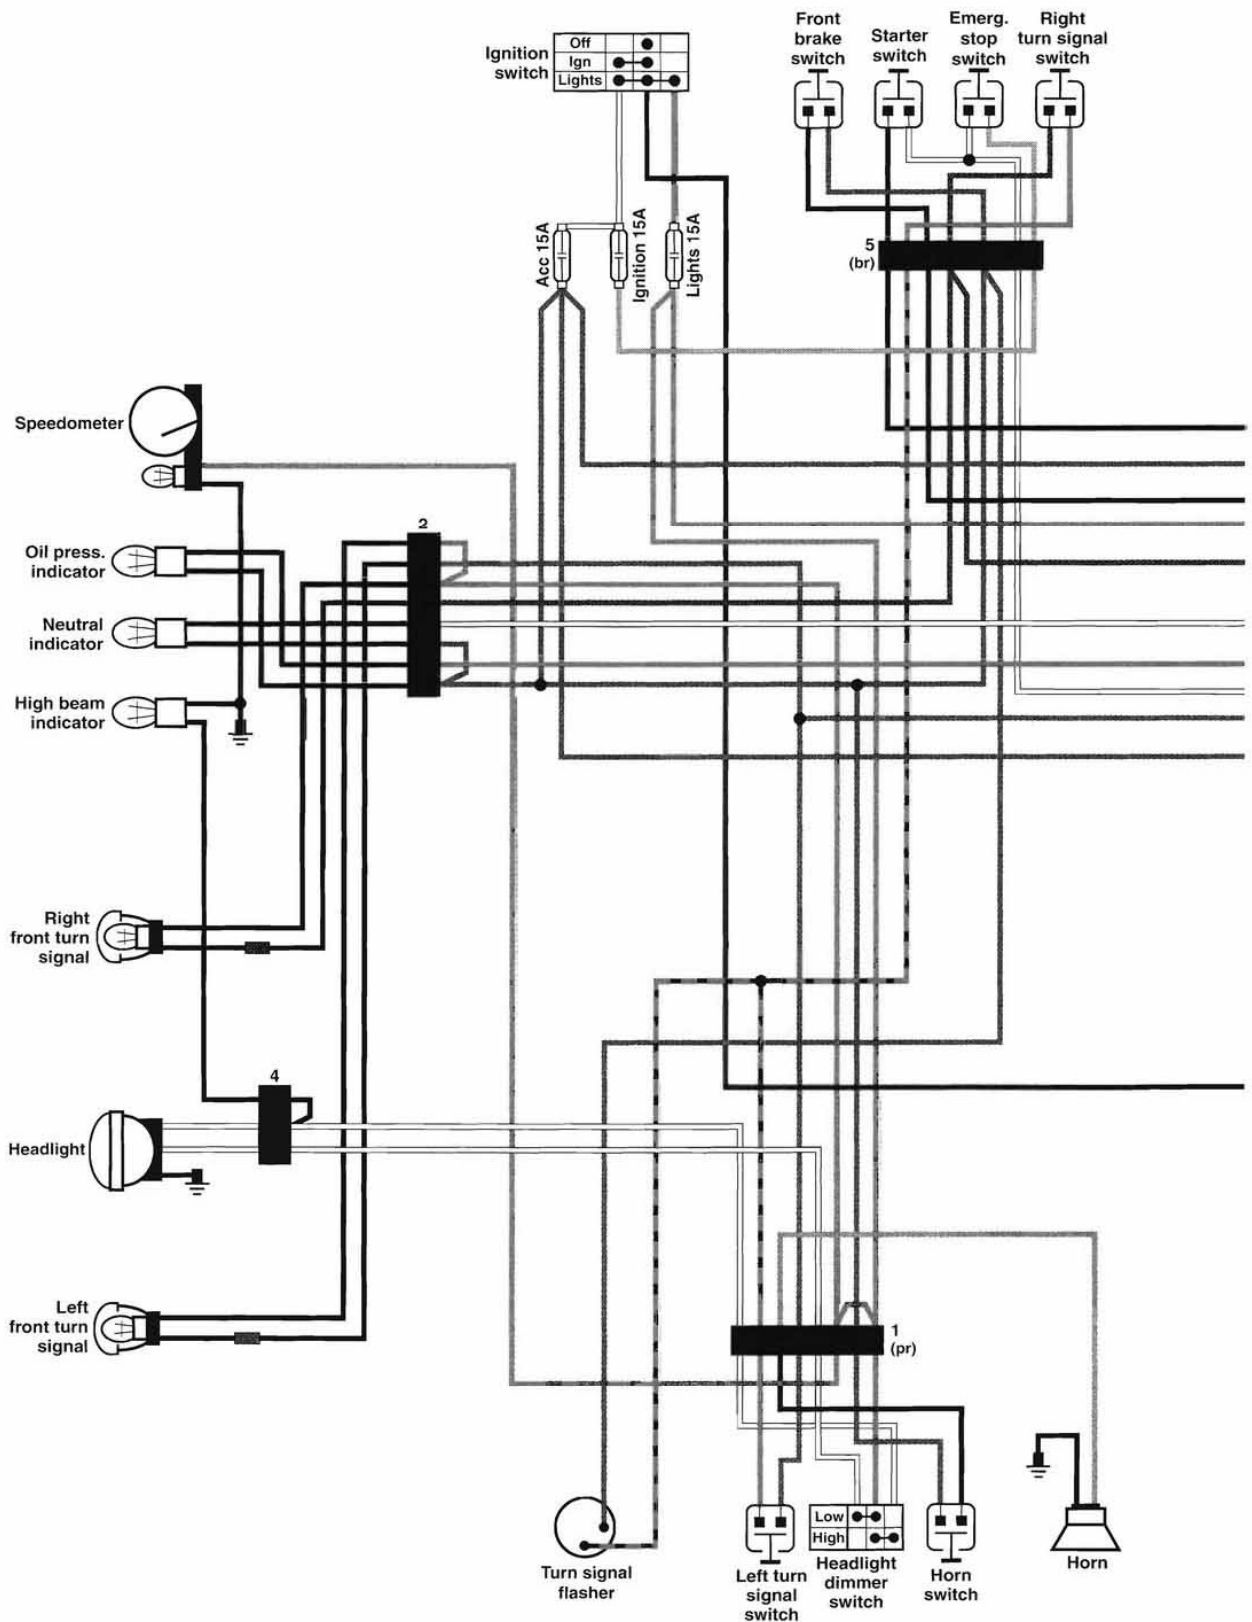 Ignition
switch
Off
Ign
Lights
Front
brake
switch
Starter
switch
Emerg.
stop
switch
Right
turn signal
switch
Acc 15A
Ignition 15A
Lights 15A
5
(br)
Speedometer
2
Oil press.
indicator
Neutral
indicator
High beam
indicator
Right
front turn
signal
4
Headlight
Left
front turn
signal
1
(pr)
Turn signal
flasher
Left turn
signal
switch
Low
High
Headlight
dimmer
switch
Horn
switch
Horn